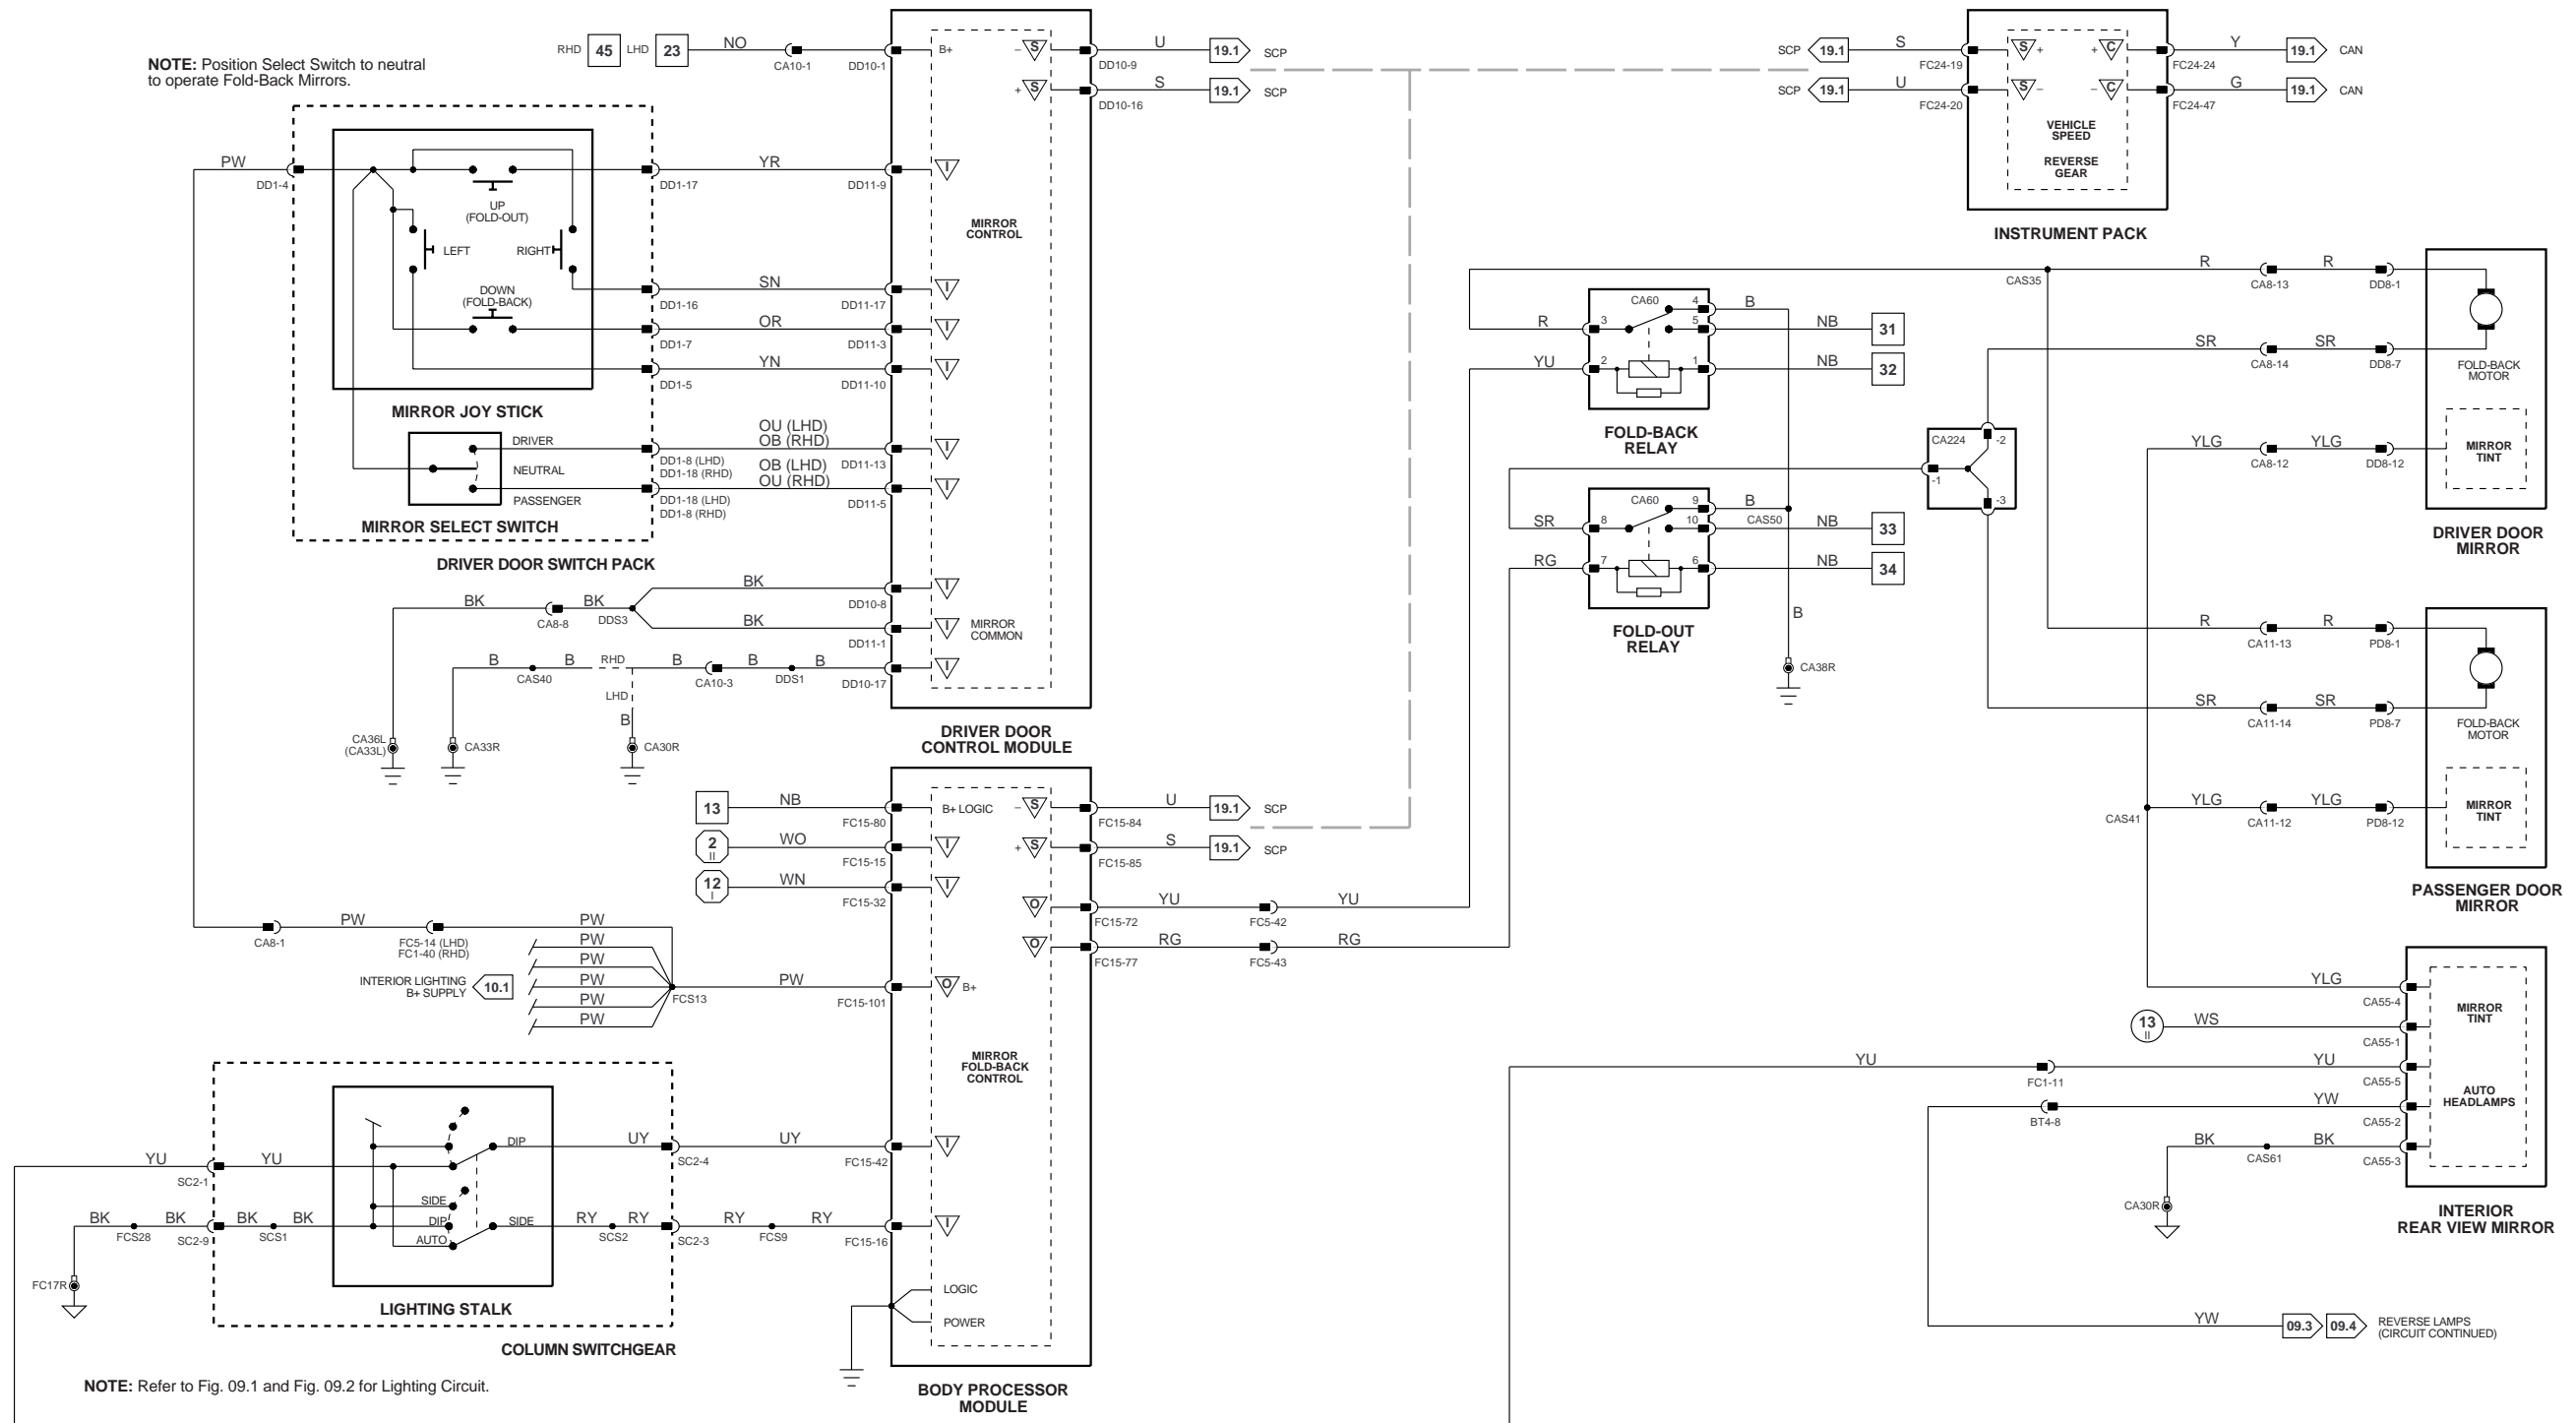 NOTE: Position Select Switch to neutral
to operate Fold-Back Mirrors.
RHD 45 LHD 23 NO
CA10-1
DD10-1
B+
– S
DD10-9
U
19.1
SCP
+ S
DD10-16
S
19.1
SCP
SCP
19.1
S
FC24-19
S +
+ C
FC24-24
Y
19.1
CAN
SCP
19.1
U
FC24-20
S –
– C
FC24-47
G
19.1
CAN
VEHICLE
SPEED
REVERSE
GEAR
INSTRUMENT PACK
PW
DD1-4
UP
(FOLD-OUT)
LEFT
RIGHT
DOWN
(FOLD-BACK)
MIRROR JOY STICK
DD1-17
YR
DD11-9
I
DD1-16
SN
DD11-17
I
DD1-7
OR
DD11-3
I
DD1-5
YN
DD11-10
I
MIRROR
CONTROL
DRIVER
NEUTRAL
PASSENGER
MIRROR SELECT SWITCH
DD1-8 (LHD)
DD1-18 (RHD)
OU (LHD)
OB (RHD)
DD11-13
I
DD1-18 (LHD)
DD1-8 (RHD)
OB (LHD)
OU (RHD)
DD11-5
I
DRIVER DOOR SWITCH PACK
BK
CA8-8
BK
DDS3
BK
DD10-8
I
BK
DD11-1
I
MIRROR
COMMON
B
CAS40
B
RHD
LHD
B
CA10-3
B
DDS1
B
DD10-17
I
B
CA36L
(CA33L)
CA33R
CA30R
DRIVER DOOR
CONTROL MODULE
CAS35
R
CA8-13
R
DD8-1
SR
CA8-14
SR
DD8-7
FOLD-BACK
MOTOR
YLG
CA8-12
YLG
DD8-12
MIRROR
TINT
DRIVER DOOR
MIRROR
R
3
CA60
4
B
5
NB
31
YU
2
1
NB
32
FOLD-BACK
RELAY
CA224
-2
-1
-3
SR
8
CA60
9
B
CAS50
10
NB
33
RG
7
6
NB
34
FOLD-OUT
RELAY
B
CA38R
R
CA11-13
R
PD8-1
SR
CA11-14
SR
PD8-7
FOLD-BACK
MOTOR
CAS41
YLG
CA11-12
YLG
PD8-12
MIRROR
TINT
PASSENGER DOOR
MIRROR
13
NB
FC15-80
B+ LOGIC
– S
FC15-84
U
19.1
SCP
2
II
WO
FC15-15
I
+ S
FC15-85
S
19.1
SCP
12
I
WN
FC15-32
I
O
FC15-72
YU
FC5-42
YU
O
FC15-77
RG
FC5-43
RG
CA8-1
PW
FC5-14 (LHD)
FC1-40 (RHD)
PW
PW
PW
PW
PW
PW
INTERIOR LIGHTING
B+ SUPPLY
10.1
FCS13
PW
FC15-101
O B+
MIRROR
FOLD-BACK
CONTROL
YLG
CA55-4
MIRROR
TINT
13
II
WS
CA55-1
YU
FC1-11
YU
CA55-5
AUTO
HEADLAMPS
BT4-8
YW
CA55-2
BK
CAS61
BK
CA55-3
CA30R
INTERIOR
REAR VIEW MIRROR
YU
SC2-1
YU
DIP
UY
SC2-4
UY
FC15-42
I
BK
FCS28
BK
SC2-9
BK
SCS1
BK
SIDE
DIP
AUTO
SIDE
RY
SCS2
RY
SC2-3
RY
FCS9
RY
FC15-16
I
FC17R
LIGHTING STALK
COLUMN SWITCHGEAR
LOGIC
POWER
BODY PROCESSOR
MODULE
YW
09.3
09.4
REVERSE LAMPS
(CIRCUIT CONTINUED)
NOTE: Refer to Fig. 09.1 and Fig. 09.2 for Lighting Circuit.